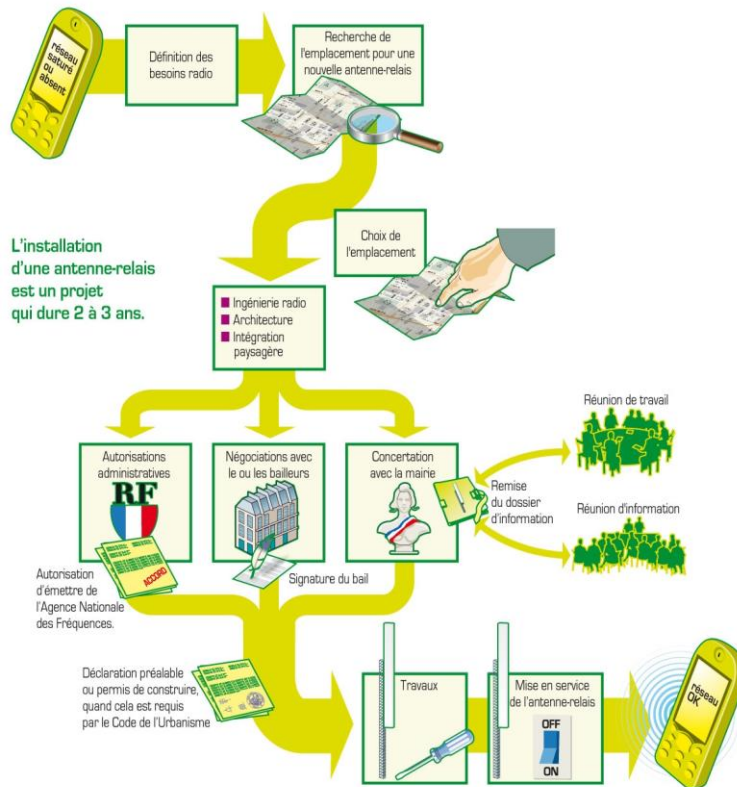 réseau
saturé
ou
absent
Définition des
besoins radio
Recherche de
l'emplacement pour une
nouvelle antenne-relais
L'installation
d'une antenne-relais
est un projet
qui dure 2 à 3 ans.
Choix de
l'emplacement
Ingénierie radio
Architecture
Intégration
paysagère
Autorisations
administratives
RF
ACCORD
Autorisation
d'émettre de
l'Agence Nationale
des Fréquences.
Négociations avec
le ou les bailleurs
Signature du bail
Concertation
avec la mairie
Remise
du dossier
d'information
Réunion de travail
Réunion d'information
Déclaration préalable
ou permis de construire,
quand cela est requis
par le Code de l'Urbanisme
Travaux
Mise en service
de l'antenne-relais
OFF
ON
réseau
OK